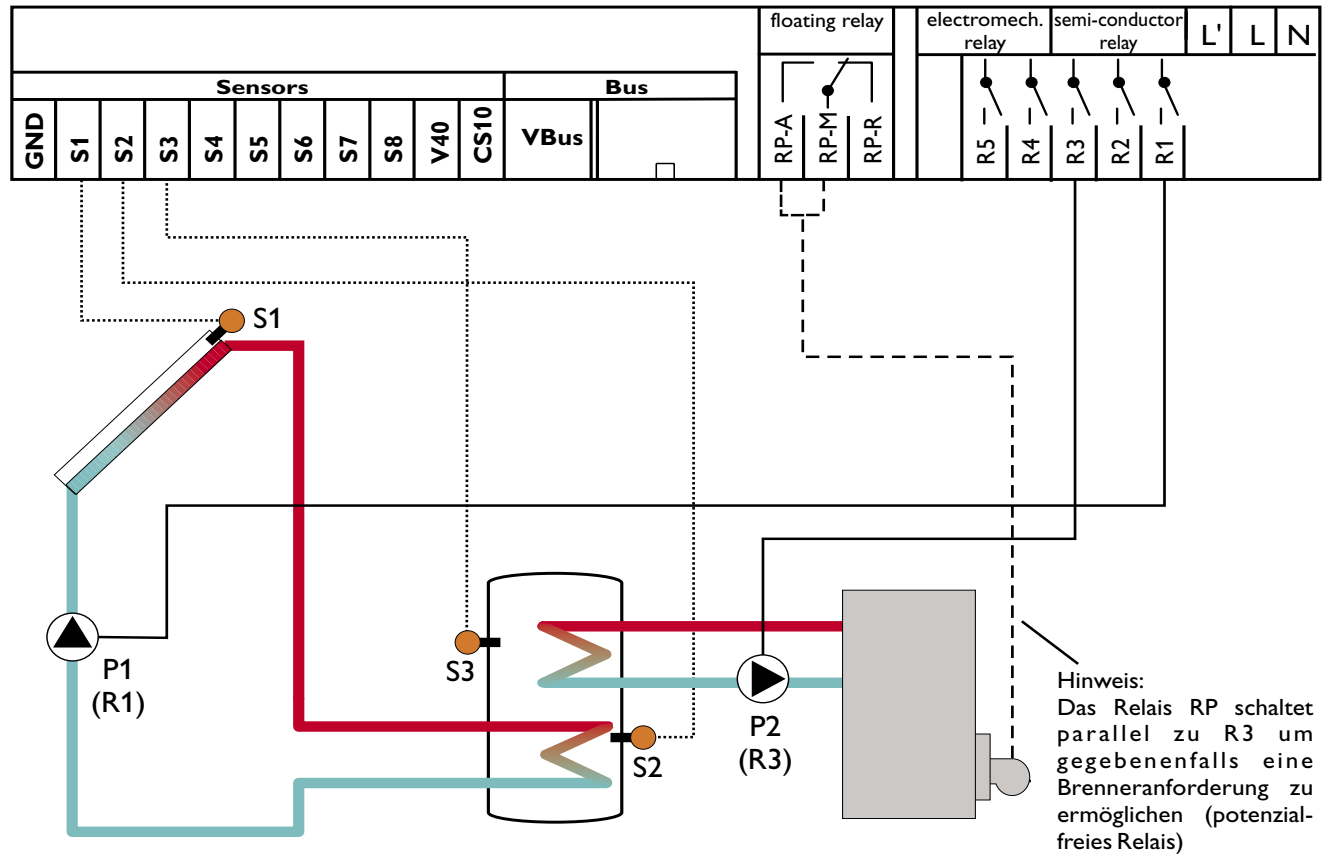 floating relay
electromech. relay
semi-conductor relay
L'
L
N
Sensors
Bus
GND
S1
S2
S3
S4
S5
S6
S7
S8
V40
CS10
VBus
RP-A
RP-M
RP-R
R5
R4
R3
R2
R1
S1
P1
(R1)
S3
S2
P2
(R3)
Hinweis:
Das Relais RP schaltet
parallel zu R3 um
gegebenenfalls eine
Brenneranforderung zu
ermöglichen (potenzial-
freies Relais)